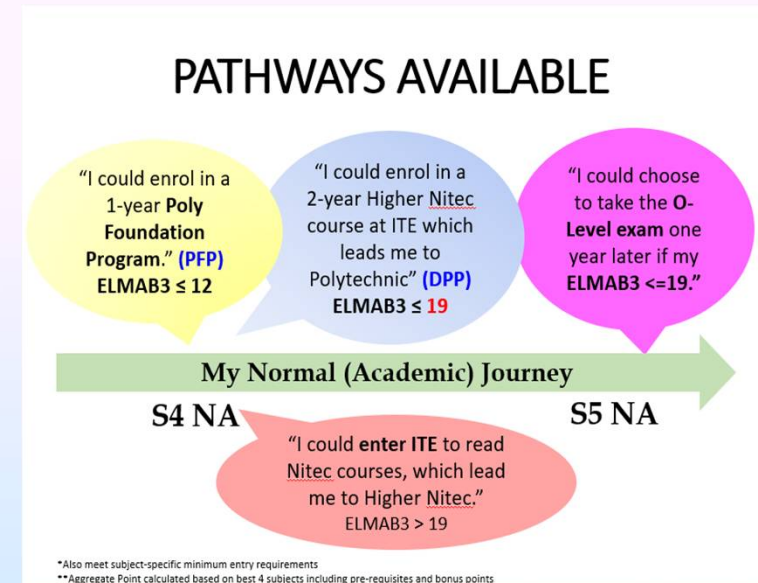 PATHWAYS AVAILABLE
“I could enrol in a
1-year Poly
Foundation
Program.” (PFP)
ELMAB3 ≤ 12
“I could enrol in a
2-year Higher Nitec
course at ITE which
leads me to
Polytechnic” (DPP)
ELMAB3 ≤ 19
“I could choose
to take the O-
Level exam one
year later if my
ELMAB3 <=19.”
My Normal (Academic) Journey
S4 NA
S5 NA
“I could enter ITE to read
Nitec courses, which lead
me to Higher Nitec.”
ELMAB3 > 19
*Also meet subject-specific minimum entry requirements
**Aggregate Point calculated based on best 4 subjects including pre-requisites and bonus points